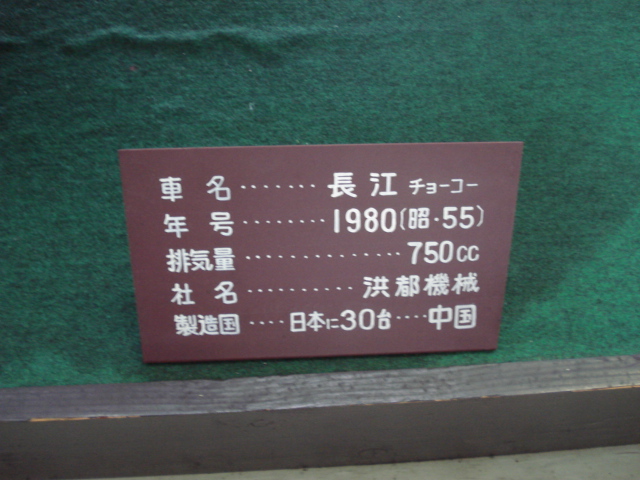 車名·······長江 チョーコー
年号········1980(昭·55)
排気量··············750cc
社名··········洪都機械
製造国····日本に30台····中国